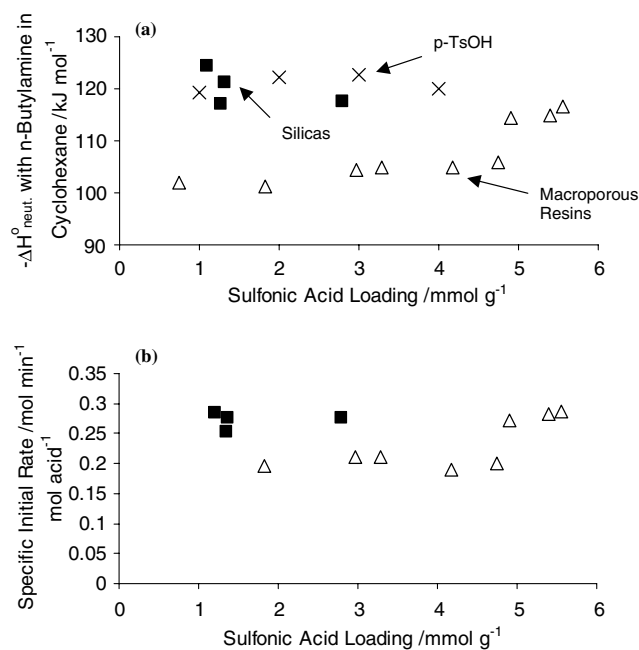 (a)
-ΔH°neut. with n-Butylamine in
Cyclohexane /kJ mol-1
130
120
110
100
90
p-TsOH
Silicas
Macroporous
Resins
0 1 2 3 4 5 6
Sulfonic Acid Loading /mmol g-1
(b)
Specific Initial Rate /mol min-1
mol acid-1
0.35
0.3
0.25
0.2
0.15
0.1
0.05
0
0 1 2 3 4 5 6
Sulfonic Acid Loading /mmol g-1